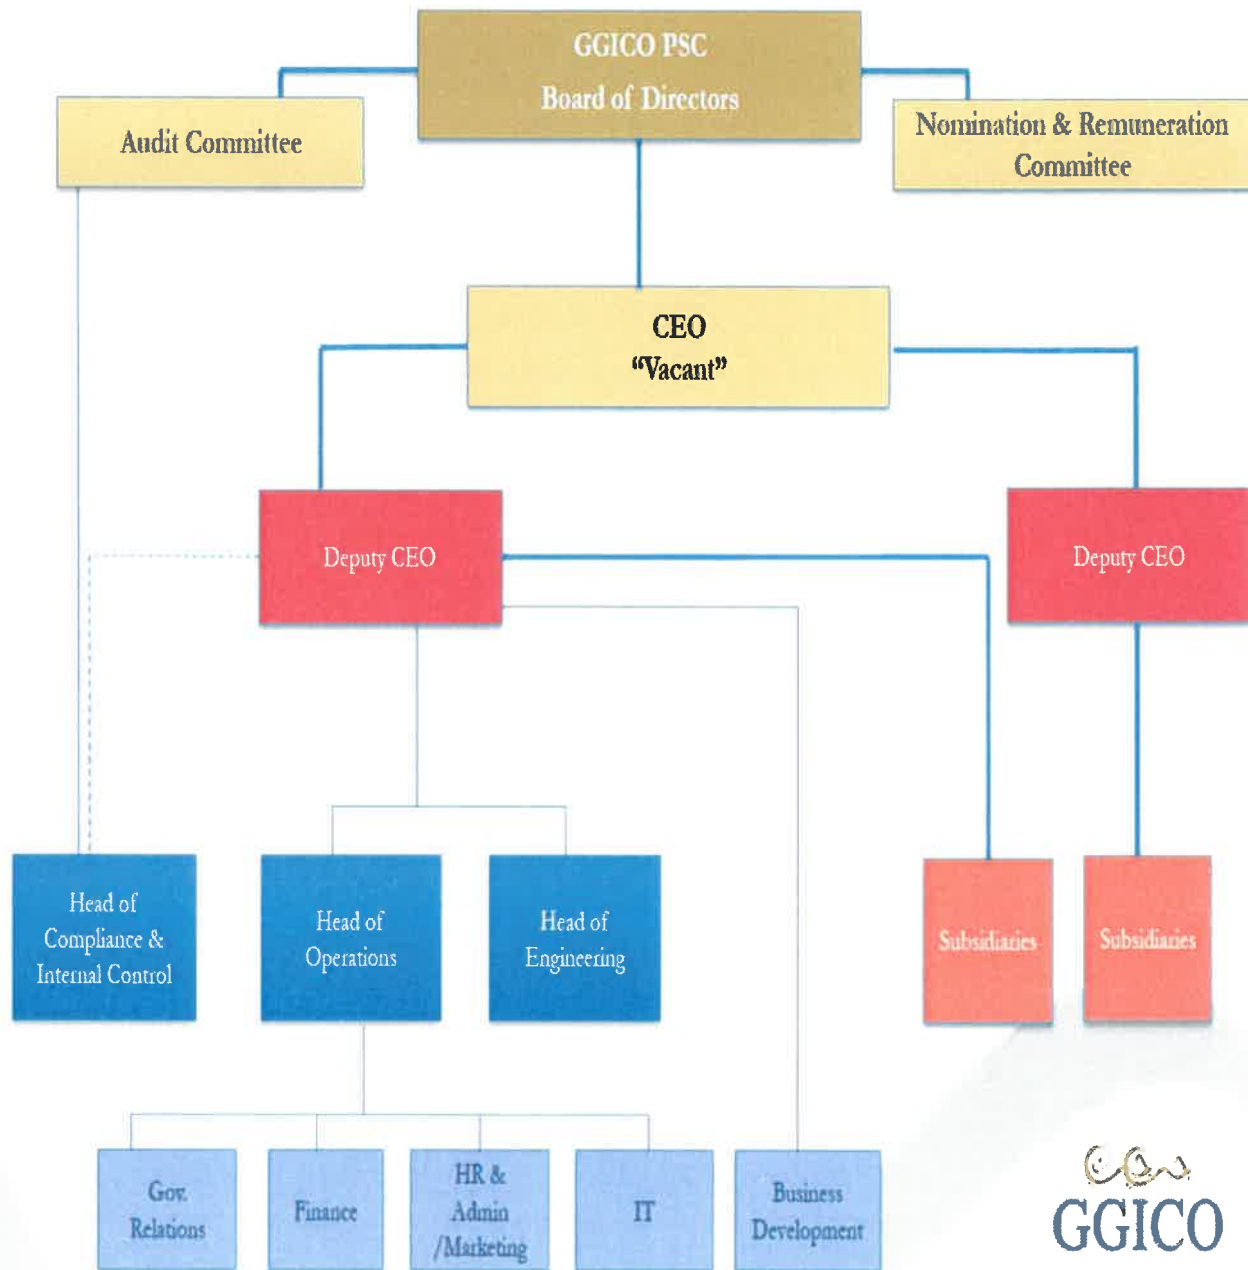 GGICO PSC
Board of Directors
Audit Committee
Nomination & Remuneration
Committee
CEO
“Vacant”
Deputy CEO
Deputy CEO
Head of
Compliance &
Internal Control
Head of
Operations
Head of
Engineering
Subsidiaries
Subsidiaries
Gov.
Relations
Finance
HR &
Admin
/Marketing
IT
Business
Development
GGICO